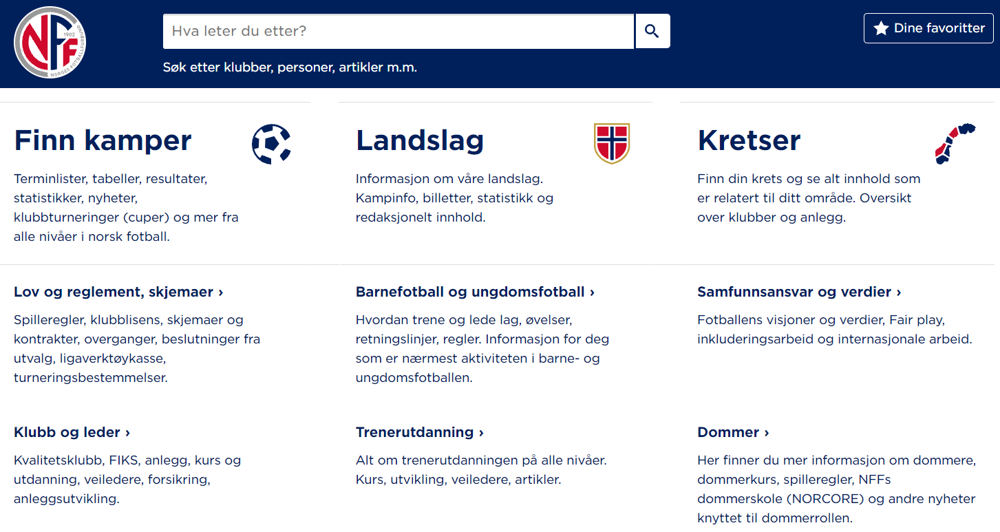 NFF
1902
NORGES FOTBALLFORBUND
Hva leter du etter?
Dine favoritter
Søk etter klubber, personer, artikler m.m.
Finn kamper
Terminlister, tabeller, resultater,
statistikker, nyheter,
klubbturneringer (cuper) og mer fra
alle nivåer i norsk fotball.
Landslag
Informasjon om våre landslag.
Kampinfo, billetter, statistikk og
redaksjonelt innhold.
Kretser
Finn din krets og se alt innhold som
er relatert til ditt område. Oversikt
over klubber og anlegg.
Lov og reglement, skjemaer ›
Spilleregler, klubblisens, skjemaer og
kontrakter, overganger, beslutninger fra
utvalg, ligaverktøykasse,
turneringsbestemmelser.
Barnefotball og ungdomsfotball ›
Hvordan trene og lede lag, øvelser,
retningslinjer, regler. Informasjon for deg
som er nærmest aktiviteten i barne- og
ungdomsfotballen.
Samfunnsansvar og verdier ›
Fotballens visjoner og verdier, Fair play,
inkluderingsarbeid og internasjonale arbeid.
Klubb og leder ›
Kvalitetsklubb, FIKS, anlegg, kurs og
utdanning, veiledere, forsikring,
anleggsutvikling.
Trenerutdanning ›
Alt om trenerutdanningen på alle nivåer.
Kurs, utvikling, veiledere, artikler.
Dommer ›
Her finner du mer informasjon om dommere,
dommerkurs, spilleregler, NFFs
dommerskole (NORCORE) og andre nyheter
knyttet til dommerrollen.